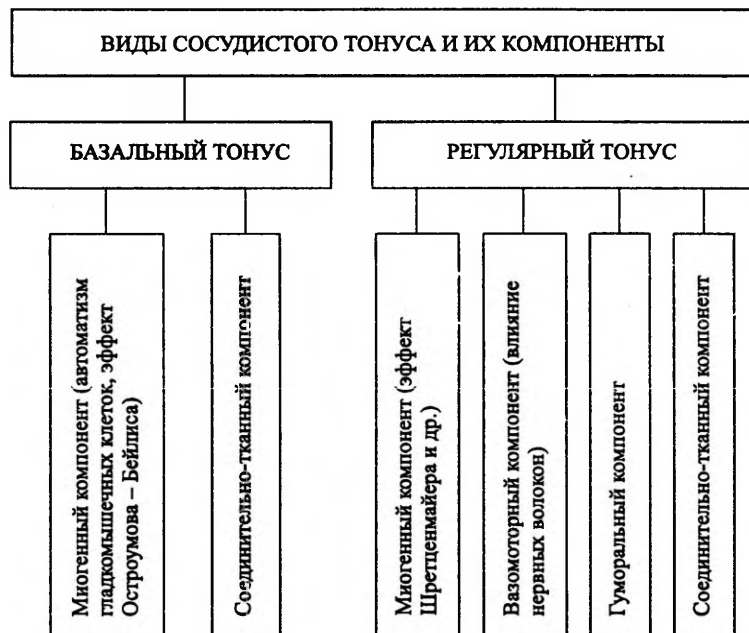 ВИДЫ СОСУДИСТОГО ТОНУСА И ИХ КОМПОНЕНТЫ
БАЗАЛЬНЫЙ ТОНУС
РЕГУЛЯРНЫЙ ТОНУС
Миогенный компонент (автоматизм
гладкомышечных клеток, эффект
Остроумова – Бейлиса)
Соединительно-тканный компонент
Миогенный компонент (эффект
Шретценмайера и др.)
Вазомоторный компонент (влияние
нервных волокон)
Гуморальный компонент
Соединительно-тканный компонент